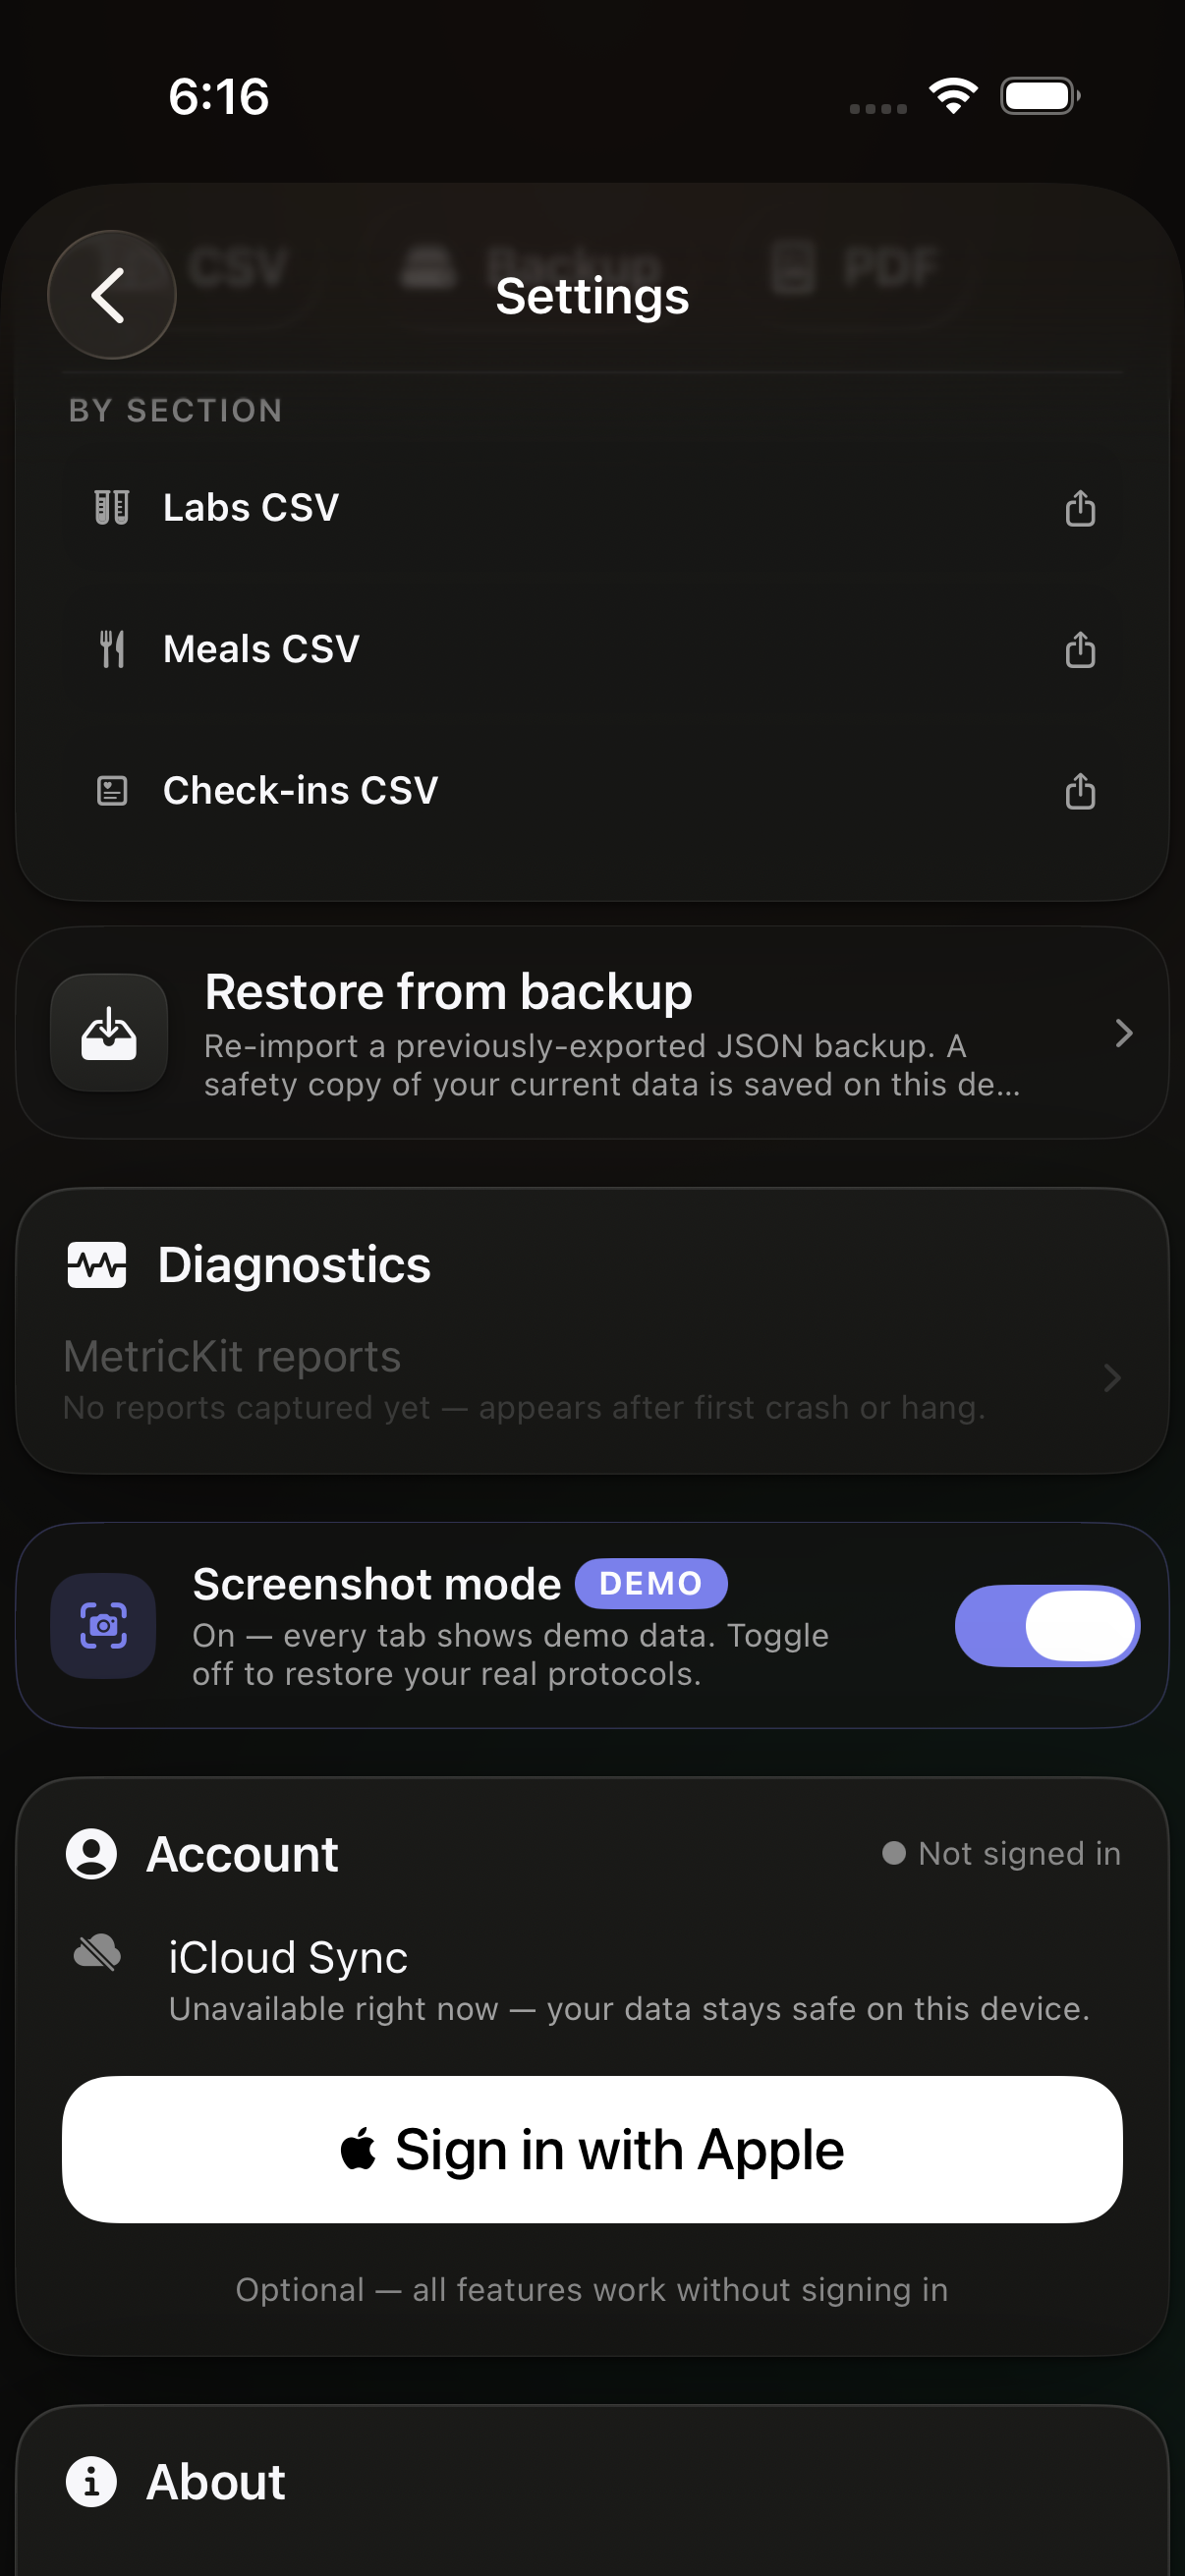 6:16
CSV
Backup
PDF
Settings
BY SECTION
Labs CSV
Meals CSV
Check-ins CSV
Restore from backup
Re-import a previously-exported JSON backup. A
safety copy of your current data is saved on this de...
Diagnostics
MetricKit reports
No reports captured yet — appears after first crash or hang.
Screenshot mode DEMO
On — every tab shows demo data. Toggle
off to restore your real protocols.
Account
Not signed in
iCloud Sync
Unavailable right now — your data stays safe on this device.
Sign in with Apple
Optional — all features work without signing in
About